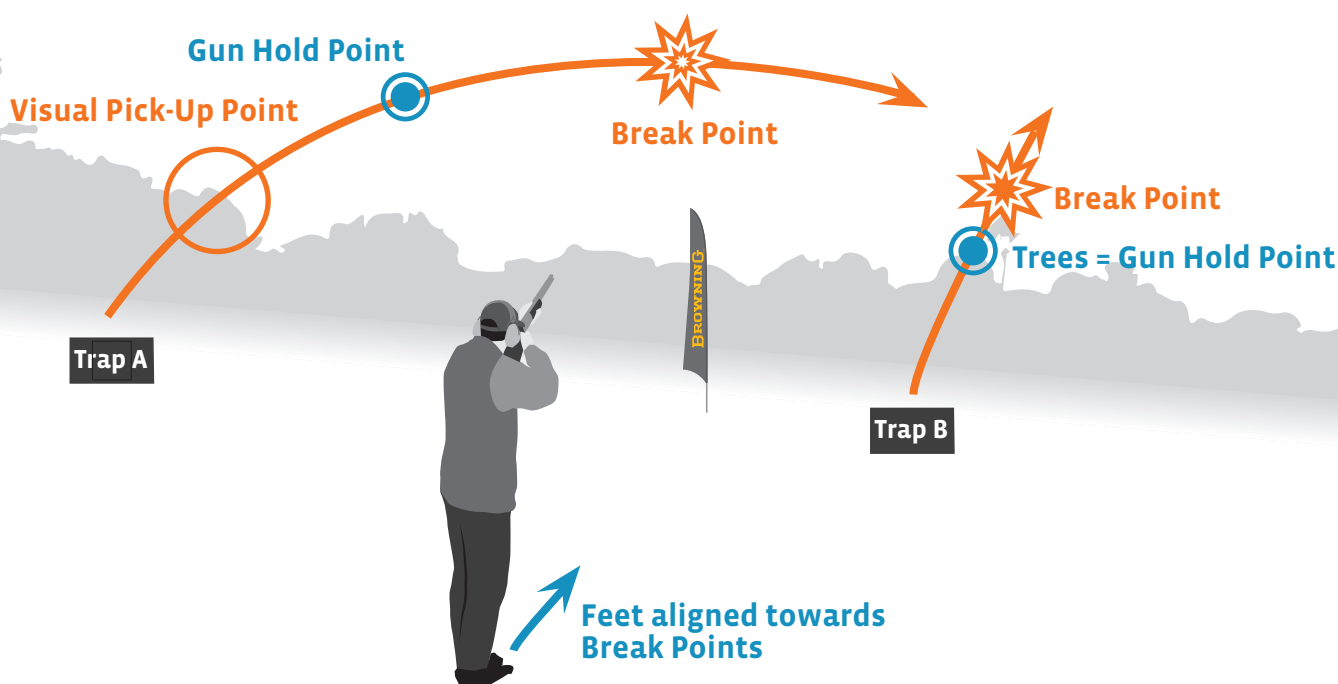 Gun Hold Point
Visual Pick-Up Point
Break Point
Break Point
Trees = Gun Hold Point
BROWNING
Trap A
Trap B
Feet aligned towards
Break Points